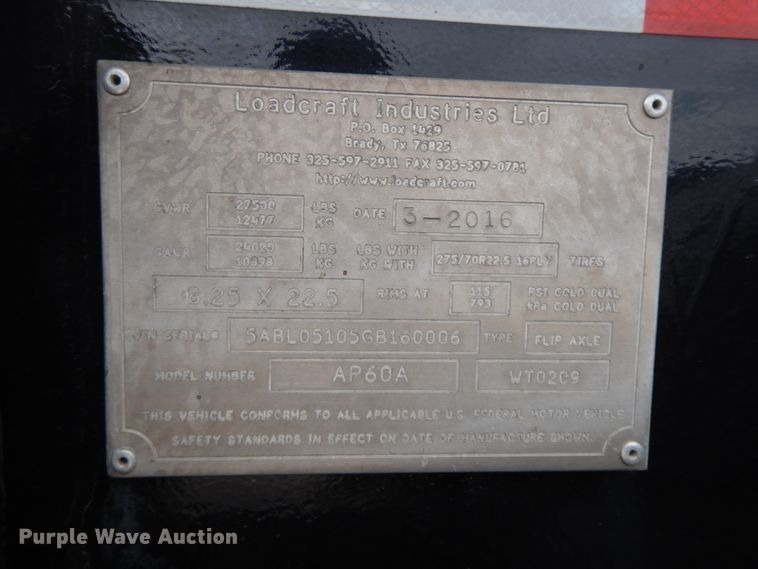 Loadcraft Industries Ltd
P.O. Box 1429
Brady, Tx 76825
PHONE 325-597-2911 FAX 325-597-0781
http://www.loadcraft.com
GVWR 27500 LBS DATE 3-2016
12477 KG
GAWR 24020 LBS LBS WITH 275/70R22.5 16PLY TIRES
10898 KG KG WITH
8.25 X 22.5 RIMS AT 115 PSI COLD DUAL
793 KPa COLD DUAL
VIN SERIAL# 5ABL05105GB160006 TYPE FLIP AXLE
MODEL NUMBER AP60A WT0209
THIS VEHICLE CONFORMS TO ALL APPLICABLE U.S. FEDERAL MOTOR VEHICLE
SAFETY STANDARDS IN EFFECT ON DATE OF MANUFACTURE SHOWN.
Purple Wave Auction